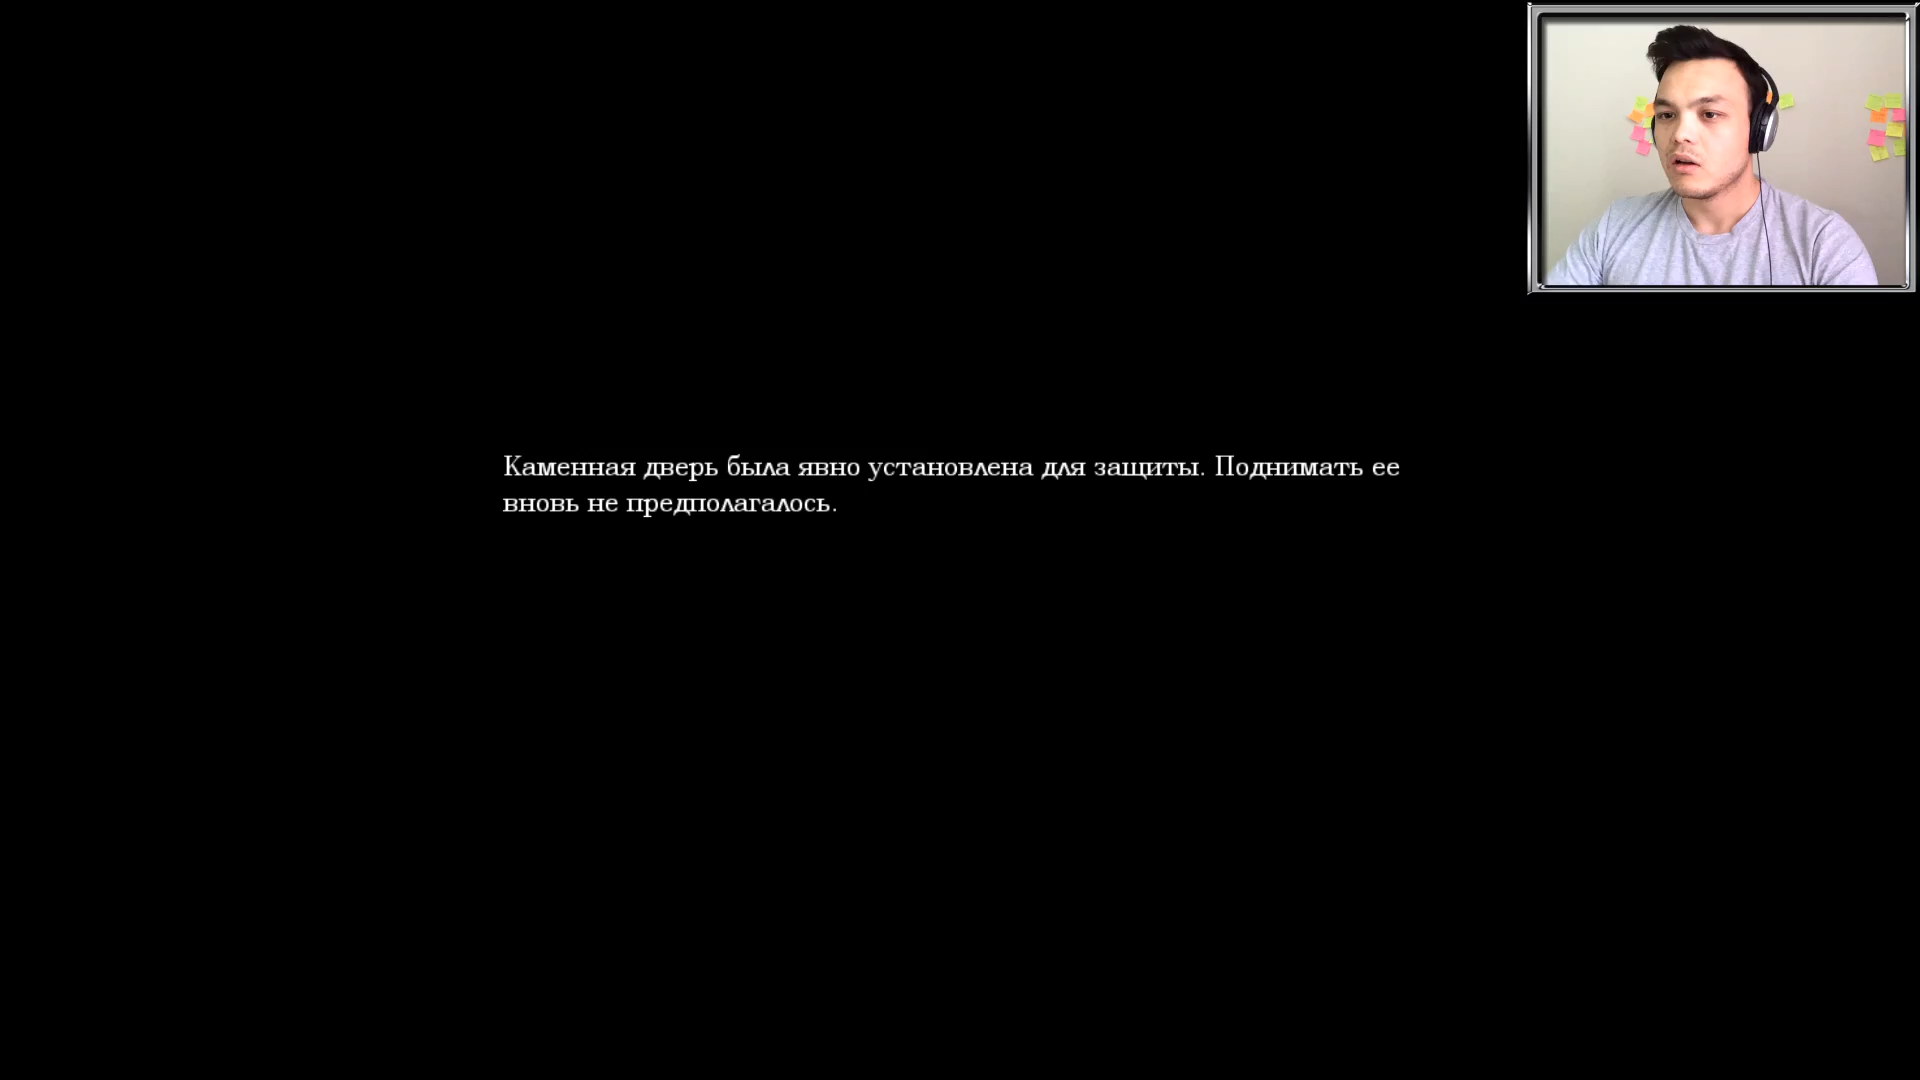 Каменная дверь была явно установлена для защиты. Поднимать ее
вновь не предполагалось.